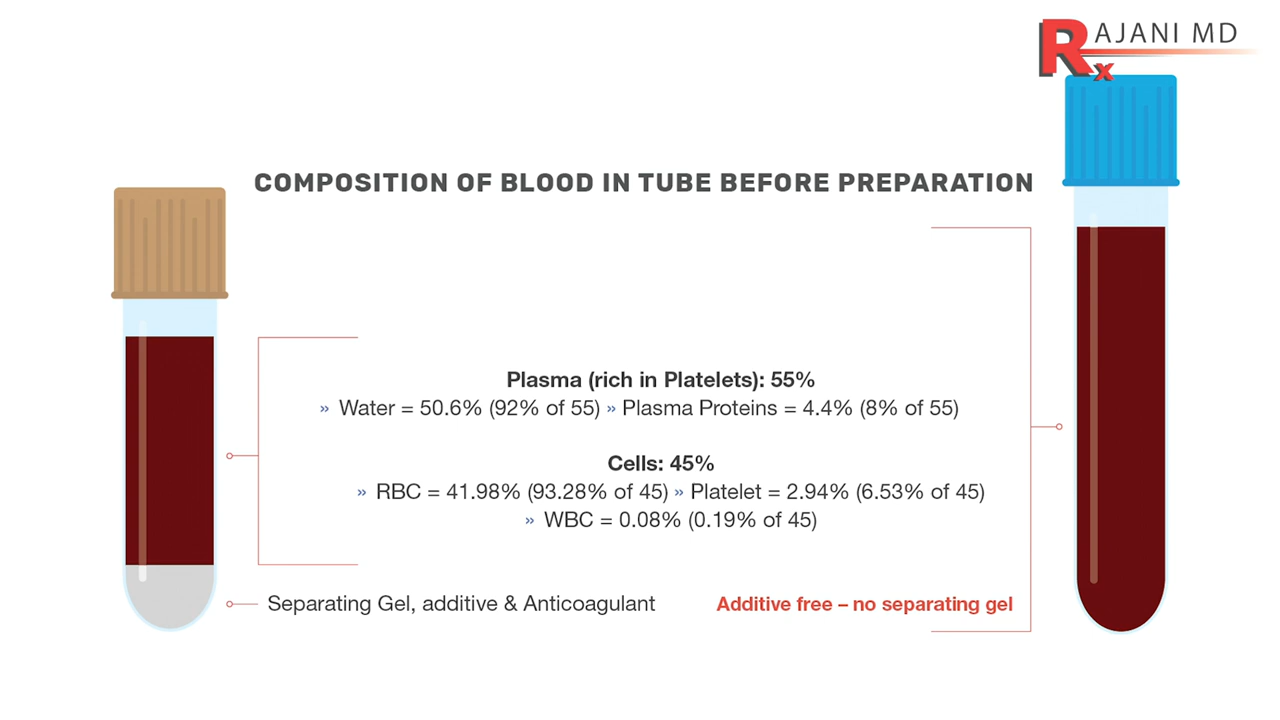 RX AJANI MD
COMPOSITION OF BLOOD IN TUBE BEFORE PREPARATION
Plasma (rich in Platelets): 55%
» Water = 50.6% (92% of 55) » Plasma Proteins = 4.4% (8% of 55)
Cells: 45%
» RBC = 41.98% (93.28% of 45) » Platelet = 2.94% (6.53% of 45)
» WBC = 0.08% (0.19% of 45)
Separating Gel, additive & Anticoagulant
Additive free – no separating gel